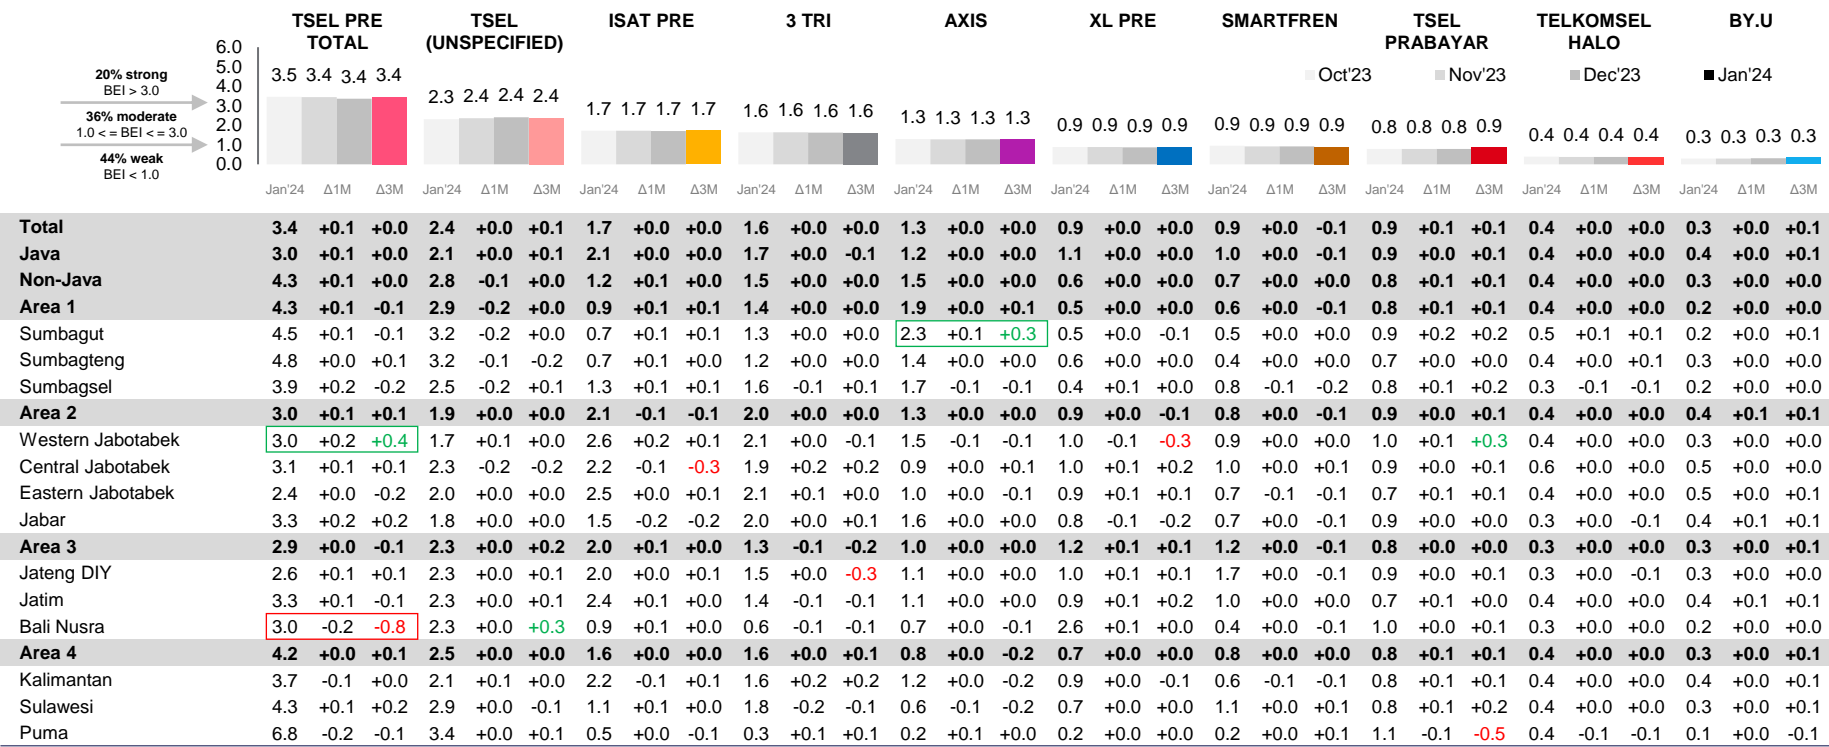 TSEL PRE TOTAL TSEL (UNSPECIFIED) ISAT PRE 3 TRI AXIS XL PRE SMARTFREN TSEL PRABAYAR TELKOMSEL HALO BY.U
6.0
5.0
4.0
3.0
2.0
1.0
0.0
20% strong
BEI > 3.0
36% moderate
1.0 < = BEI < = 3.0
44% weak
BEI < 1.0
Oct'23 Nov'23 Dec'23 Jan'24
3.5 3.4 3.4 3.4 2.3 2.4 2.4 2.4 1.7 1.7 1.7 1.7 1.6 1.6 1.6 1.6 1.3 1.3 1.3 1.3 0.9 0.9 0.9 0.9 0.9 0.9 0.9 0.9 0.8 0.8 0.8 0.9 0.4 0.4 0.4 0.4 0.3 0.3 0.3 0.3
Jan'24 Δ1M Δ3M Jan'24 Δ1M Δ3M Jan'24 Δ1M Δ3M Jan'24 Δ1M Δ3M Jan'24 Δ1M Δ3M Jan'24 Δ1M Δ3M Jan'24 Δ1M Δ3M Jan'24 Δ1M Δ3M Jan'24 Δ1M Δ3M Jan'24 Δ1M Δ3M
Total 3.4 +0.1 +0.0 2.4 +0.0 +0.1 1.7 +0.0 +0.0 1.6 +0.0 +0.0 1.3 +0.0 +0.0 0.9 +0.0 +0.0 0.9 +0.0 -0.1 0.9 +0.1 +0.1 0.4 +0.0 +0.0 0.3 +0.0 +0.1
Java 3.0 +0.1 +0.0 2.1 +0.0 +0.1 2.1 +0.0 +0.0 1.7 +0.0 -0.1 1.2 +0.0 +0.0 1.1 +0.0 +0.0 1.0 +0.0 -0.1 0.9 +0.0 +0.1 0.4 +0.0 +0.0 0.4 +0.0 +0.1
Non-Java 4.3 +0.1 +0.0 2.8 -0.1 +0.0 1.2 +0.1 +0.0 1.5 +0.0 +0.0 1.5 +0.0 +0.0 0.6 +0.0 +0.0 0.7 +0.0 +0.0 0.8 +0.1 +0.1 0.4 +0.0 +0.0 0.3 +0.0 +0.0
Area 1 4.3 +0.1 -0.1 2.9 -0.2 +0.0 0.9 +0.1 +0.1 1.4 +0.0 +0.0 1.9 +0.0 +0.1 0.5 +0.0 +0.0 0.6 +0.0 -0.1 0.8 +0.1 +0.1 0.4 +0.0 +0.0 0.2 +0.0 +0.0
Sumbagut 4.5 +0.1 -0.1 3.2 -0.2 +0.0 0.7 +0.1 +0.1 1.3 +0.0 +0.0 2.3 +0.1 +0.3 0.5 +0.0 -0.1 0.5 +0.0 +0.0 0.9 +0.2 +0.2 0.5 +0.1 +0.1 0.2 +0.0 +0.1
Sumbagteng 4.8 +0.0 +0.1 3.2 -0.1 -0.2 0.7 +0.1 +0.0 1.2 +0.0 +0.0 1.4 +0.0 +0.0 0.6 +0.0 +0.0 0.4 +0.0 +0.0 0.7 +0.0 +0.0 0.4 +0.0 +0.1 0.3 +0.0 +0.0
Sumbagsel 3.9 +0.2 -0.2 2.5 -0.2 +0.1 1.3 +0.1 +0.1 1.6 -0.1 +0.1 1.7 -0.1 -0.1 0.4 +0.1 +0.0 0.8 -0.1 -0.2 0.8 +0.1 +0.2 0.3 -0.1 -0.1 0.2 +0.0 +0.0
Area 2 3.0 +0.1 +0.1 1.9 +0.0 +0.0 2.1 -0.1 -0.1 2.0 +0.0 +0.0 1.3 +0.0 +0.0 0.9 +0.0 -0.1 0.8 +0.0 -0.1 0.9 +0.0 +0.1 0.4 +0.0 +0.0 0.4 +0.1 +0.1
Western Jabotabek 3.0 +0.2 +0.4 1.7 +0.1 +0.0 2.6 +0.2 +0.1 2.1 +0.0 -0.1 1.5 -0.1 -0.1 1.0 -0.1 -0.3 0.9 +0.0 +0.0 1.0 +0.1 +0.3 0.4 +0.0 +0.0 0.3 +0.0 +0.0
Central Jabotabek 3.1 +0.1 +0.1 2.3 -0.2 -0.2 2.2 -0.1 -0.3 1.9 +0.2 +0.2 0.9 +0.0 +0.1 1.0 +0.1 +0.2 1.0 +0.0 +0.1 0.9 +0.0 +0.1 0.6 +0.0 +0.0 0.5 +0.0 +0.0
Eastern Jabotabek 2.4 +0.0 -0.2 2.0 +0.0 +0.0 2.5 +0.0 +0.1 2.1 +0.1 +0.0 1.0 +0.0 -0.1 0.9 +0.1 +0.1 0.7 -0.1 -0.1 0.7 +0.1 +0.1 0.4 +0.0 +0.0 0.5 +0.0 +0.1
Jabar 3.3 +0.2 +0.2 1.8 +0.0 +0.0 1.5 -0.2 -0.2 2.0 +0.0 +0.1 1.6 +0.0 +0.0 0.8 -0.1 -0.2 0.7 +0.0 -0.1 0.9 +0.0 +0.0 0.3 +0.0 -0.1 0.4 +0.1 +0.1
Area 3 2.9 +0.0 -0.1 2.3 +0.0 +0.2 2.0 +0.1 +0.0 1.3 -0.1 -0.2 1.0 +0.0 +0.0 1.2 +0.1 +0.1 1.2 +0.0 -0.1 0.8 +0.0 +0.0 0.3 +0.0 +0.0 0.3 +0.0 +0.1
Jateng DIY 2.6 +0.1 +0.1 2.3 +0.0 +0.1 2.0 +0.0 +0.1 1.5 +0.0 -0.3 1.1 +0.0 +0.0 1.0 +0.1 +0.1 1.7 +0.0 -0.1 0.9 +0.0 +0.1 0.3 +0.0 -0.1 0.3 +0.0 +0.0
Jatim 3.3 +0.1 -0.1 2.3 +0.0 +0.1 2.4 +0.1 +0.0 1.4 -0.1 -0.1 1.1 +0.0 +0.0 0.9 +0.1 +0.2 1.0 +0.0 +0.0 0.7 +0.1 +0.0 0.4 +0.0 +0.1 0.4 +0.1 +0.1
Bali Nusra 3.0 -0.2 -0.8 2.3 +0.0 +0.3 0.9 +0.1 +0.0 0.6 -0.1 -0.1 0.7 +0.0 -0.1 2.6 +0.1 +0.0 0.4 +0.0 -0.1 1.0 +0.0 +0.1 0.3 +0.0 +0.0 0.2 +0.0 +0.0
Area 4 4.2 +0.0 +0.1 2.5 +0.0 +0.0 1.6 +0.0 +0.0 1.6 +0.0 +0.1 0.8 +0.0 -0.2 0.7 +0.0 +0.0 0.8 +0.0 +0.0 0.8 +0.1 +0.1 0.4 +0.0 +0.0 0.3 +0.0 +0.1
Kalimantan 3.7 -0.1 +0.0 2.1 +0.1 +0.0 2.2 -0.1 +0.1 1.6 +0.2 +0.2 1.2 +0.0 -0.2 0.9 +0.0 -0.1 0.6 -0.1 -0.1 0.8 +0.1 +0.1 0.4 +0.0 +0.0 0.4 +0.0 +0.1
Sulawesi 4.3 +0.1 +0.2 2.9 +0.0 -0.1 1.1 +0.1 +0.0 1.8 -0.2 -0.1 0.6 -0.1 -0.2 0.7 +0.0 +0.0 1.1 +0.0 +0.1 0.8 +0.1 +0.2 0.4 +0.0 +0.0 0.3 +0.0 +0.1
Puma 6.8 -0.2 -0.1 3.4 +0.0 +0.1 0.5 +0.0 -0.1 0.3 +0.1 +0.1 0.2 +0.1 +0.0 0.2 +0.0 +0.0 0.2 +0.0 +0.1 1.1 -0.1 -0.5 0.4 -0.1 -0.1 0.1 +0.0 -0.1